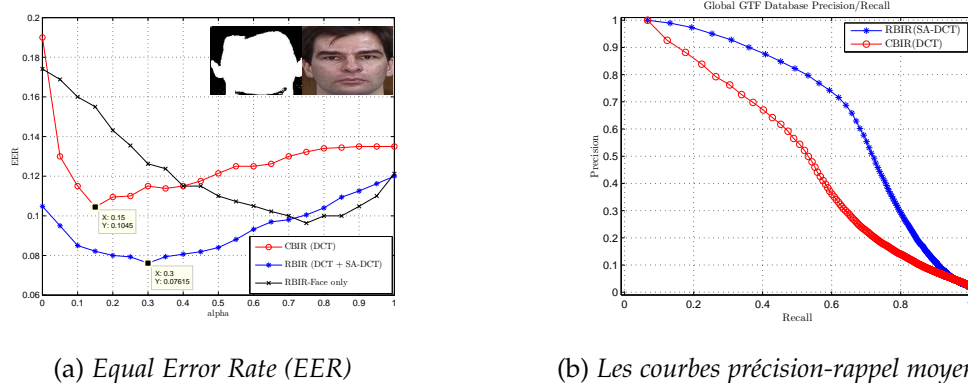 0.2
0.18
0.16
0.14
0.12
0.1
0.08
0.06
EER
0 0.1 0.2 0.3 0.4 0.5 0.6 0.7 0.8 0.9 1
alpha
X: 0.15
Y: 0.1045
X: 0.3
Y: 0.07615
CBIR (DCT)
RBIR (DCT + SA-DCT)
RBIR-Face only
(a) Equal Error Rate (EER)
Global GTF Database Precision/Recall
1
0.9
0.8
0.7
0.6
0.5
0.4
0.3
0.2
0.1
0
Precision
0 0.2 0.4 0.6 0.8
Recall
RBIR(SA-DCT)
CBIR(DCT)
(b) Les courbes précision-rappel moyen